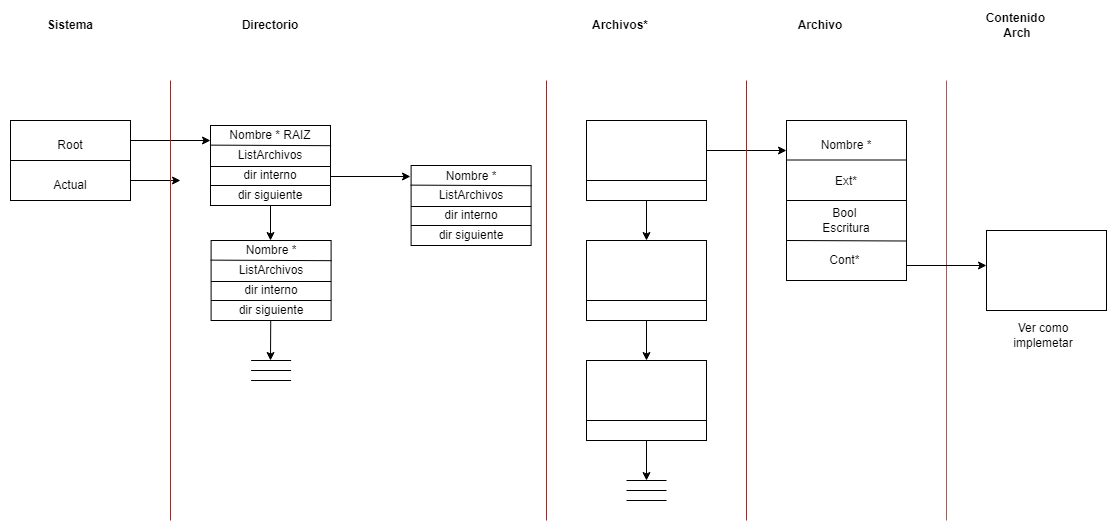 Sistema
Directorio
Archivos*
Archivo
Contenido
Arch
Root
Actual
Nombre * RAIZ
ListArchivos
dir interno
dir siguiente
Nombre *
ListArchivos
dir interno
dir siguiente
Nombre *
ListArchivos
dir interno
dir siguiente
Nombre *
Ext*
Bool
Escritura
Cont*
Ver como
implemetar